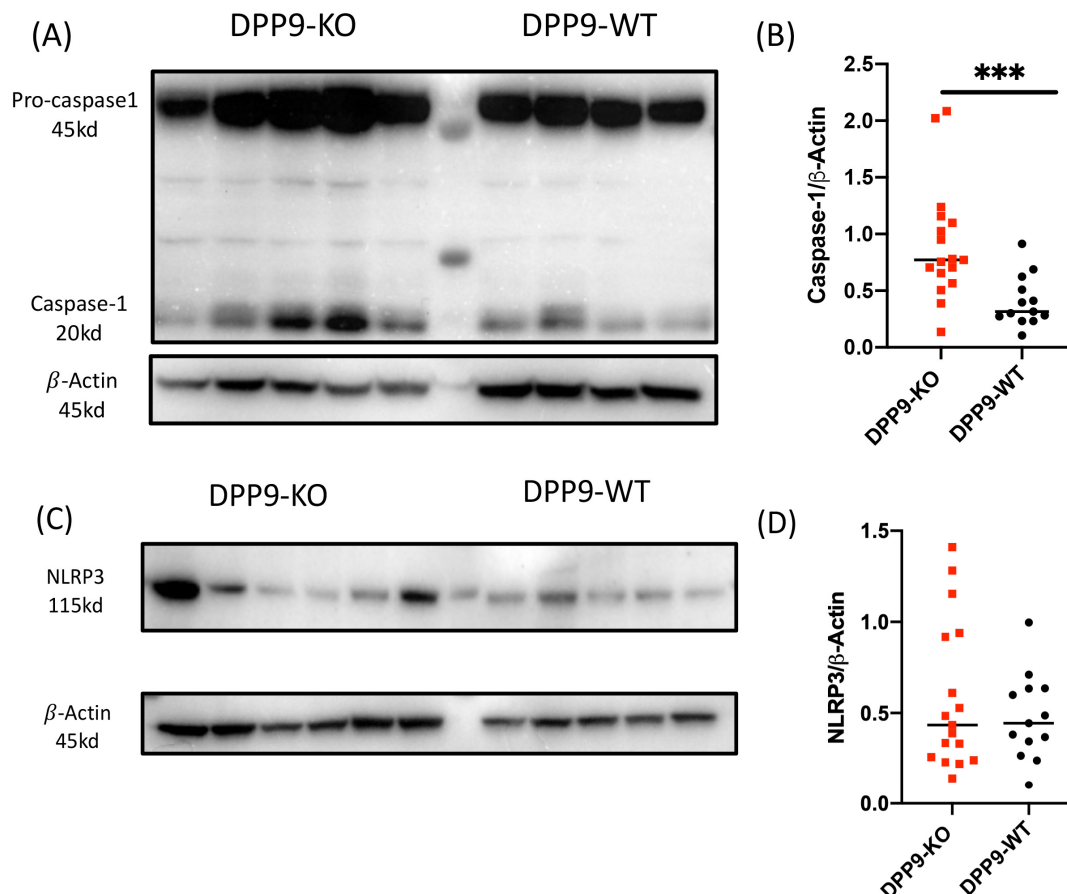 (A)
DPP9-KO
DPP9-WT
Pro-caspase1
45kd
Caspase-1
20kd
β-Actin
45kd
(B)
***
Caspase-1/β-Actin
2.5
2.0
1.5
1.0
0.5
0.0
DPP9-KO
DPP9-WT
(C)
DPP9-KO
DPP9-WT
NLRP3
115kd
β-Actin
45kd
(D)
NLRP3/β-Actin
1.5
1.0
0.5
0.0
DPP9-KO
DPP9-WT